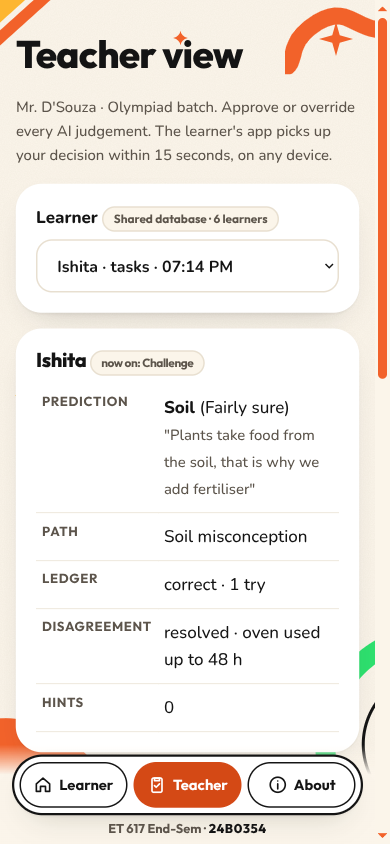 Teacher view
Mr. D'Souza · Olympiad batch. Approve or override
every AI judgement. The learner's app picks up
your decision within 15 seconds, on any device.
Learner Shared database · 6 learners
Ishita · tasks · 07:14 PM
Ishita now on: Challenge
PREDICTION Soil (Fairly sure)
"Plants take food from
the soil, that is why we
add fertiliser"
PATH Soil misconception
LEDGER correct · 1 try
DISAGREEMENT resolved · oven used
up to 48 h
HINTS 0
Learner Teacher About
ET 617 End-Sem · 24B0354